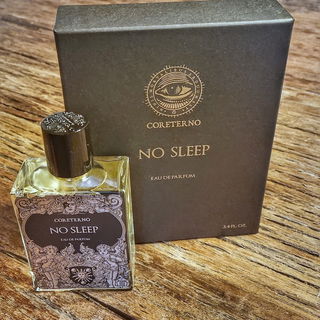 CORETERNO
NO SLEEP
EAU DE PARFUM
3.4 FL OZ.
CORETERNO
NO SLEEP
EAU DE PARFUM